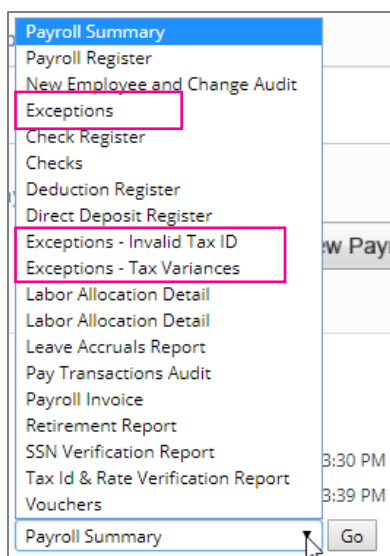 Payroll Summary
Payroll Register
New Employee and Change Audit
Exceptions
Check Register
Checks
Deduction Register
Direct Deposit Register
Exceptions - Invalid Tax ID
ew Payr
Exceptions - Tax Variances
Labor Allocation Detail
Labor Allocation Detail
Leave Accruals Report
Pay Transactions Audit
Payroll Invoice
Retirement Report
SSN Verification Report
3:30 PM
Tax Id & Rate Verification Report
Vouchers
3:39 PM
Payroll Summary
Go